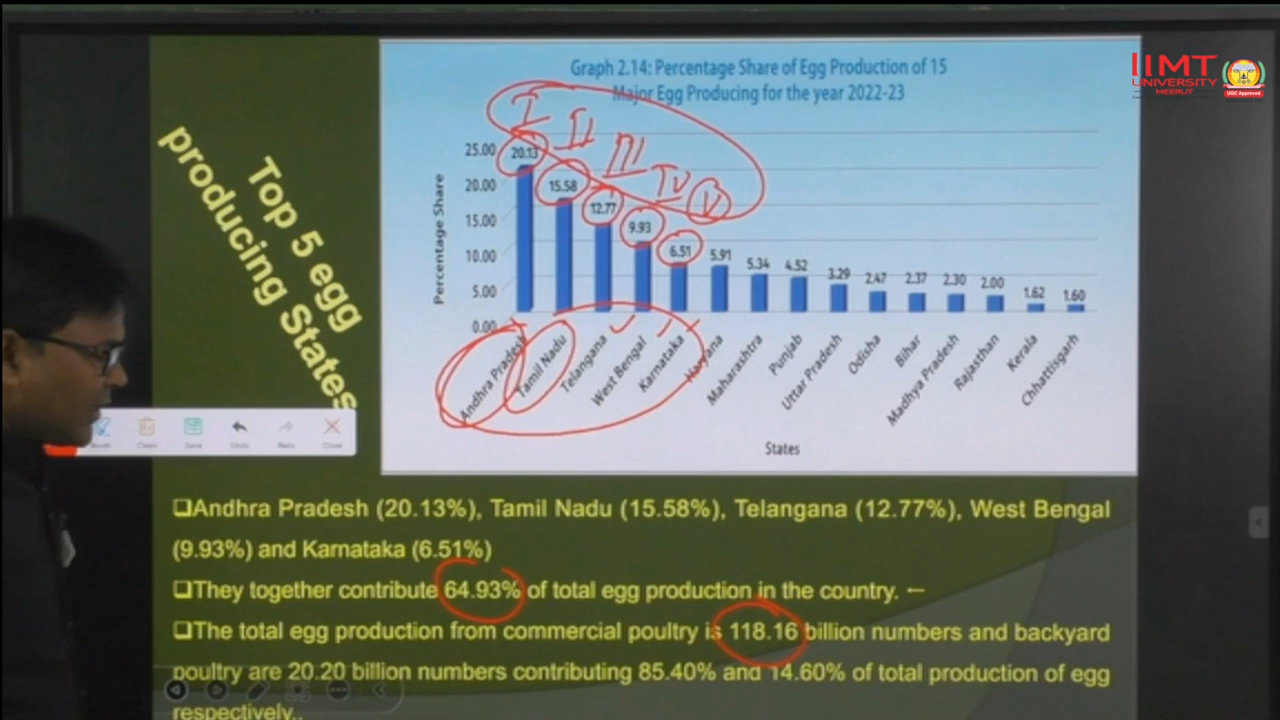 IIMT
UNIVERSITY
MEERUT
UGC Approved
Top 5 egg
producing States
Graph 2.14: Percentage Share of Egg Production of 15
Major Egg Producing for the year 2022-23
I II III IV V
Percentage Share
25.00
20.00
15.00
10.00
5.00
0.00
20.13 15.58 12.77 9.93 6.51 5.91 5.34 4.52 3.29 2.47 2.37 2.30 2.00 1.62 1.60
Andhra Pradesh Tamil Nadu Telangana West Bengal Karnataka Haryana Maharashtra Punjab Uttar Pradesh Odisha Bihar Madhya Pradesh Rajasthan Kerala Chhattisgarh
States
Clean Save Undo Redo Close
❑Andhra Pradesh (20.13%), Tamil Nadu (15.58%), Telangana (12.77%), West Bengal
(9.93%) and Karnataka (6.51%)
❑They together contribute 64.93% of total egg production in the country. ←
❑The total egg production from commercial poultry is 118.16 billion numbers and backyard
poultry are 20.20 billion numbers contributing 85.40% and 14.60% of total production of egg
respectively..